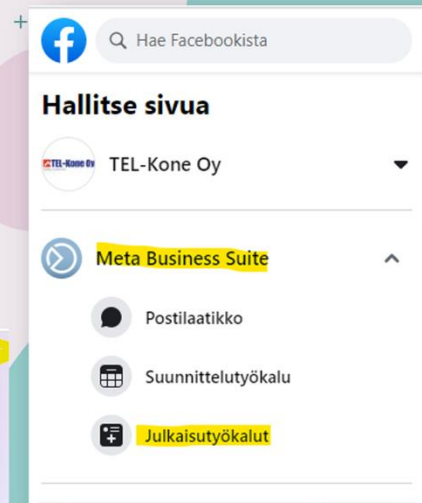 Hae Facebookista
Hallitse sivua
TEL-Kone Oy
TEL-Kone Oy
Meta Business Suite
Postilaatikko
Suunnittelutyökalu
Julkaisutyökalut